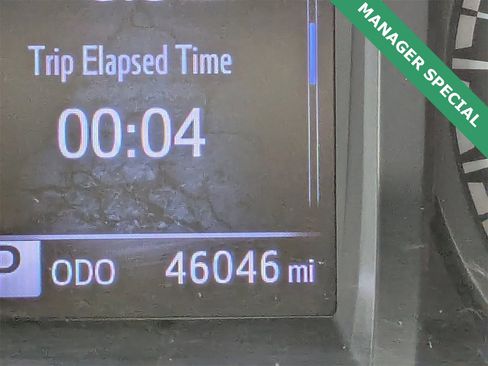 MANAGER SPECIAL
Trip Elapsed Time
00:04
P ODO 46046 mi